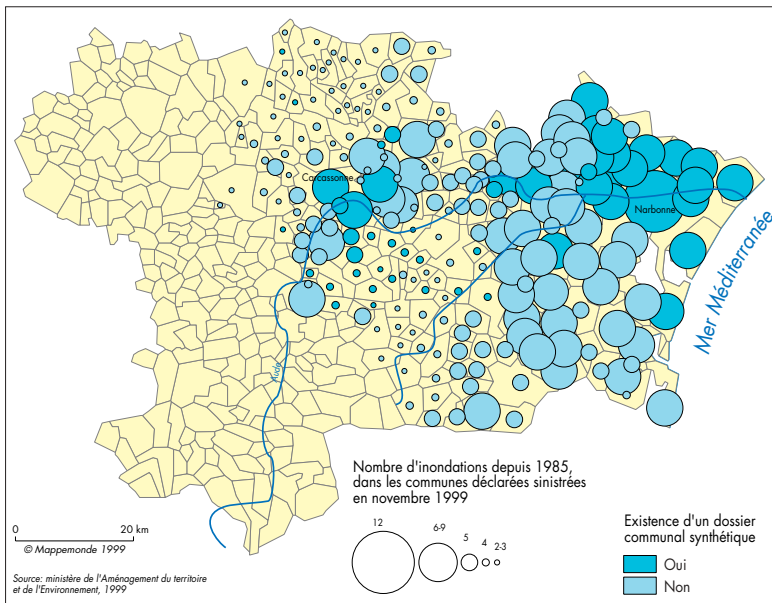 Carcassonne
Narbonne
Mer Méditerranée
Aude
Nombre d'inondations depuis 1985,
dans les communes déclarées sinistrées
en novembre 1999
12
6-9
5
4
2-3
Existence d'un dossier
communal synthétique
Oui
Non
0 20 km
© Mappemonde 1999
Source: ministère de l'Aménagement du territoire
et de l'Environnement, 1999